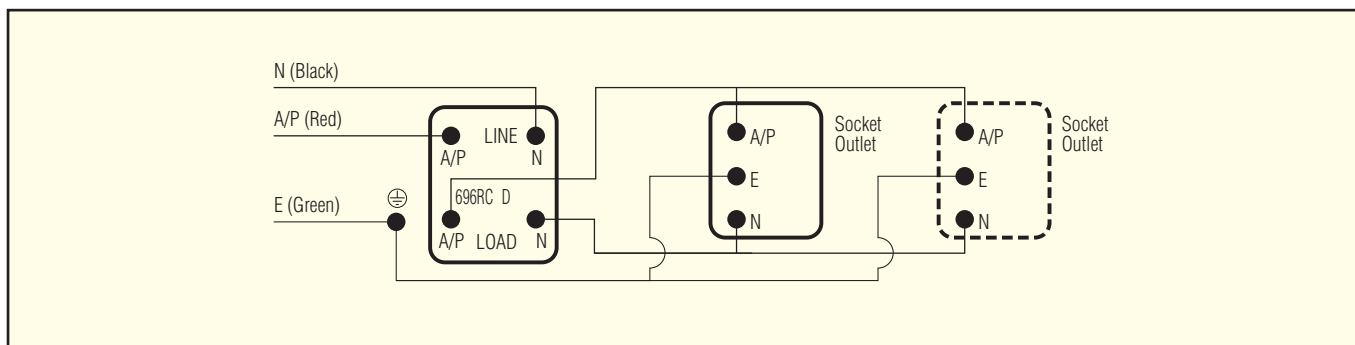 N (Black)
A/P (Red)
E (Green)
LINE
A/P
N
696RC D
A/P
LOAD
N
A/P
E
N
Socket
Outlet
A/P
E
N
Socket
Outlet